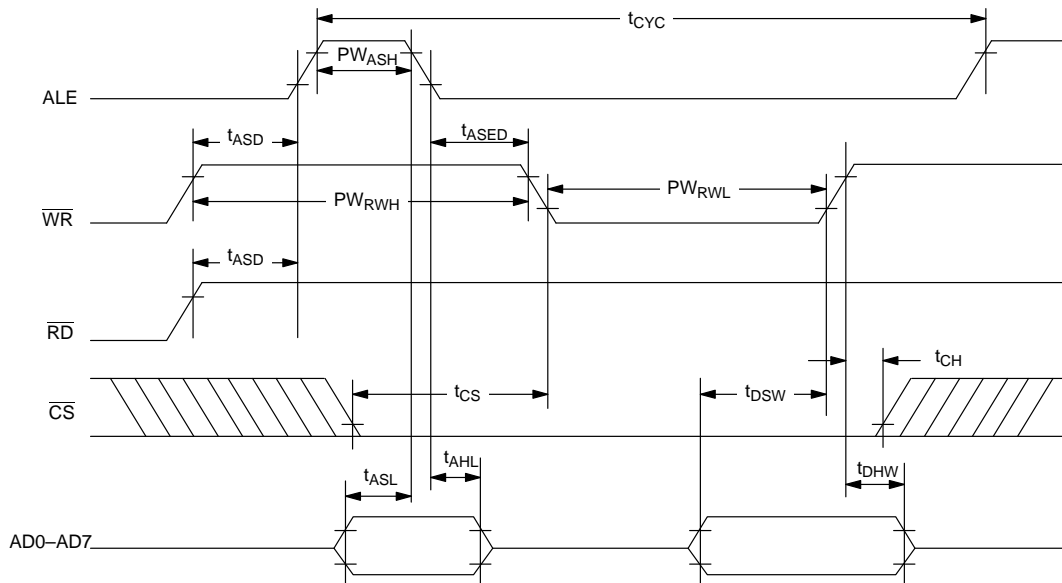 tCYC
PWASH
ALE
tASD
tASED
WR
PWRWH
PWRWL
tASD
RD
tCH
CS
tCS
tDSW
tASL
tAHL
tDHW
AD0–AD7